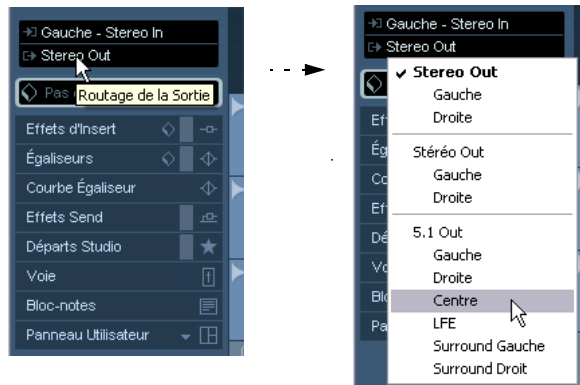 Gauche - Stereo In
Stereo Out
Pas
Routage de la Sortie
Effets d'Insert
Égaliseurs
Courbe Égaliseur
Effets Send
Départs Studio
Voie
Bloc-notes
Panneau Utilisateur
Gauche - Stereo In
Stereo Out
Stereo Out
Gauche
Droite
Stéréo Out
Gauche
Droite
5.1 Out
Gauche
Droite
Centre
LFE
Surround Gauche
Surround Droit